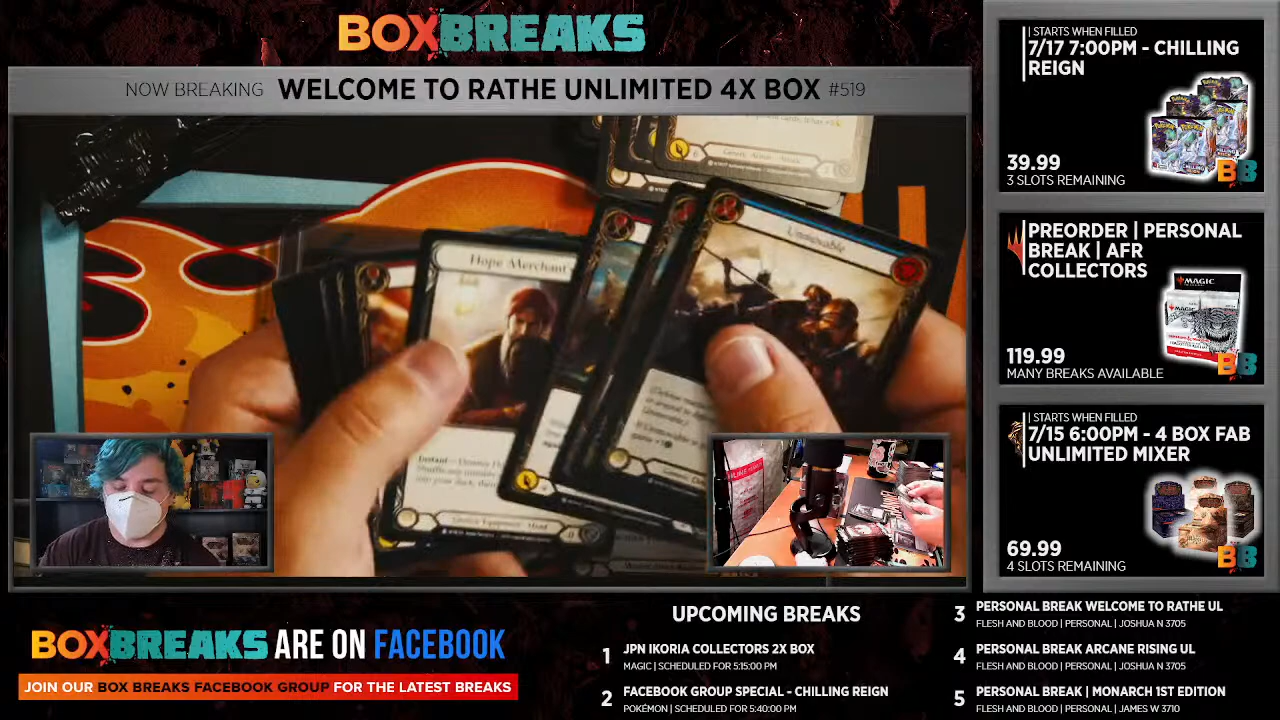 BOXBREAKS
NOW BREAKING WELCOME TO RATHE UNLIMITED 4X BOX #519
Hope Merchant
Unmovable
Instant
| STARTS WHEN FILLED
7/17 7:00PM - CHILLING
REIGN
39.99
3 SLOTS REMAINING
BB
PREORDER | PERSONAL
BREAK | AFR
COLLECTORS
MAGIC
119.99
MANY BREAKS AVAILABLE
BB
| STARTS WHEN FILLED
7/15 6:00PM - 4 BOX FAB
UNLIMITED MIXER
69.99
4 SLOTS REMAINING
BB
BOXBREAKS ARE ON FACEBOOK
JOIN OUR BOX BREAKS FACEBOOK GROUP FOR THE LATEST BREAKS
UPCOMING BREAKS
1 JPN IKORIA COLLECTORS 2X BOX
MAGIC | SCHEDULED FOR 5:15:00 PM
2 FACEBOOK GROUP SPECIAL - CHILLING REIGN
POKÉMON | SCHEDULED FOR 5:40:00 PM
3 PERSONAL BREAK WELCOME TO RATHE UL
FLESH AND BLOOD | PERSONAL | JOSHUA N 3705
4 PERSONAL BREAK ARCANE RISING UL
FLESH AND BLOOD | PERSONAL | JOSHUA N 3705
5 PERSONAL BREAK | MONARCH 1ST EDITION
FLESH AND BLOOD | PERSONAL | JAMES W 3710